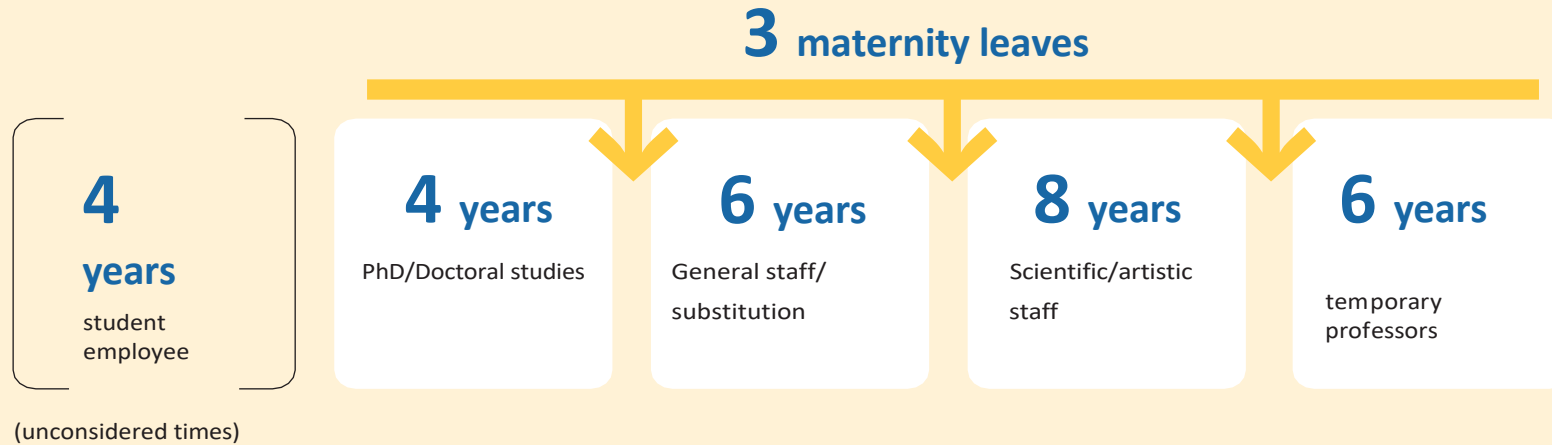 3 maternity leaves
4
years
student
employee
(unconsidered times)
4 years
PhD/Doctoral studies
6 years
General staff/
substitution
8 years
Scientific/artistic
staff
6 years
temporary
professors